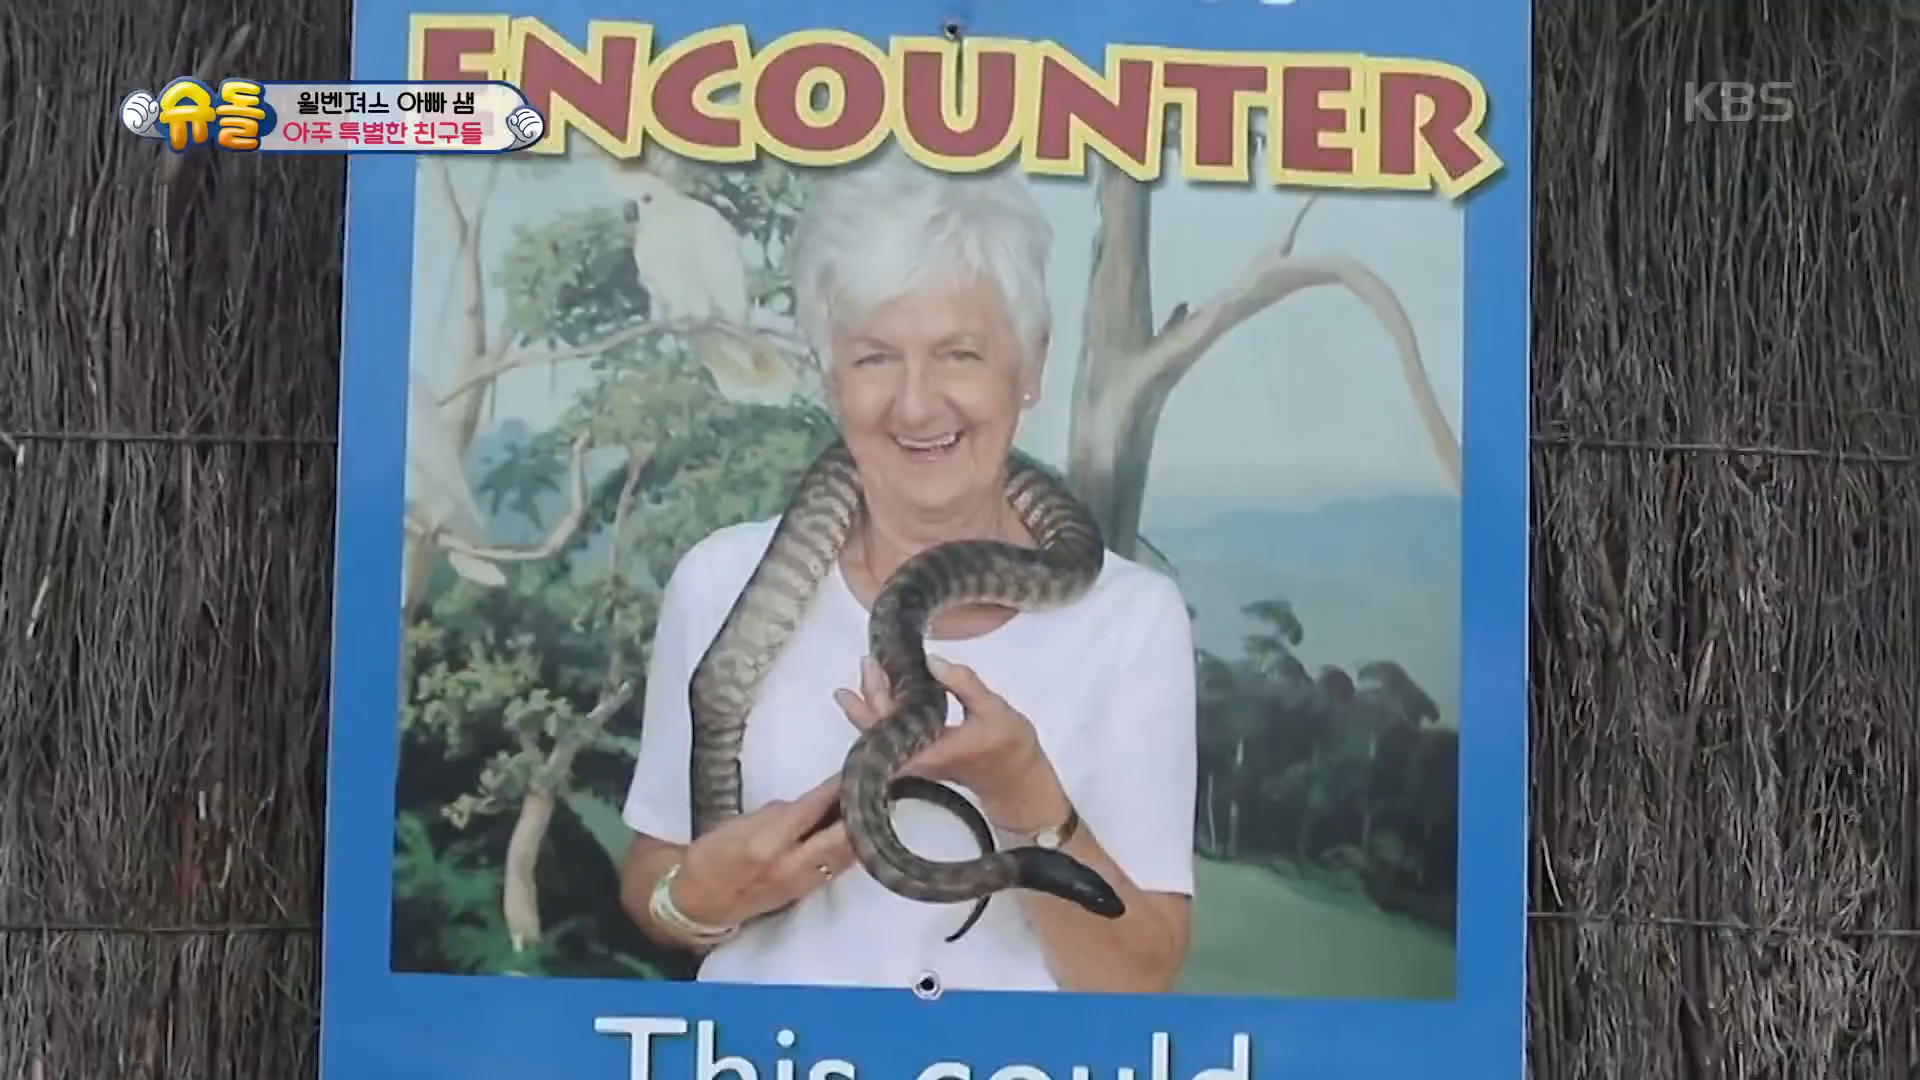 ENCOUNTER
슈돌
윌벤져스 아빠 샘
아주 특별한 친구들
KBS
This could